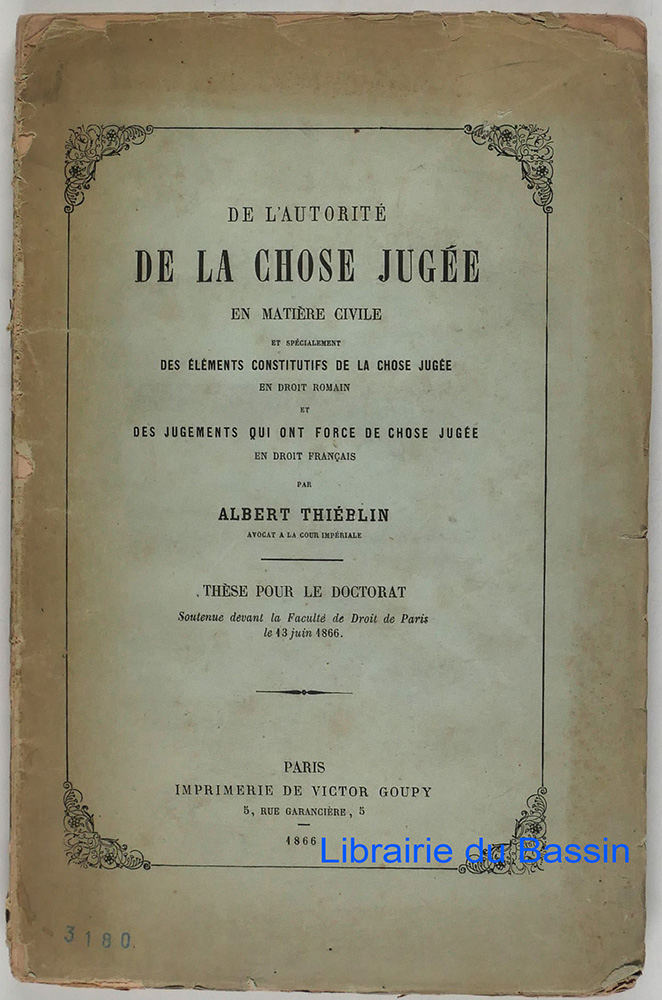 DE L'AUTORITÉ
DE LA CHOSE JUGÉE
EN MATIÈRE CIVILE
ET SPÉCIALEMENT
DES ÉLÉMENTS CONSTITUTIFS DE LA CHOSE JUGÉE
EN DROIT ROMAIN
ET
DES JUGEMENTS QUI ONT FORCE DE CHOSE JUGÉE
EN DROIT FRANÇAIS
PAR
ALBERT THIÉBLIN
AVOCAT A LA COUR IMPÉRIALE
THÈSE POUR LE DOCTORAT
Soutenue devant la Faculté de Droit de Paris
le 13 juin 1866.
PARIS
IMPRIMERIE DE VICTOR GOUPY
5, RUE GARANCIÈRE, 5
1866
Librairie du Bassin
3180.